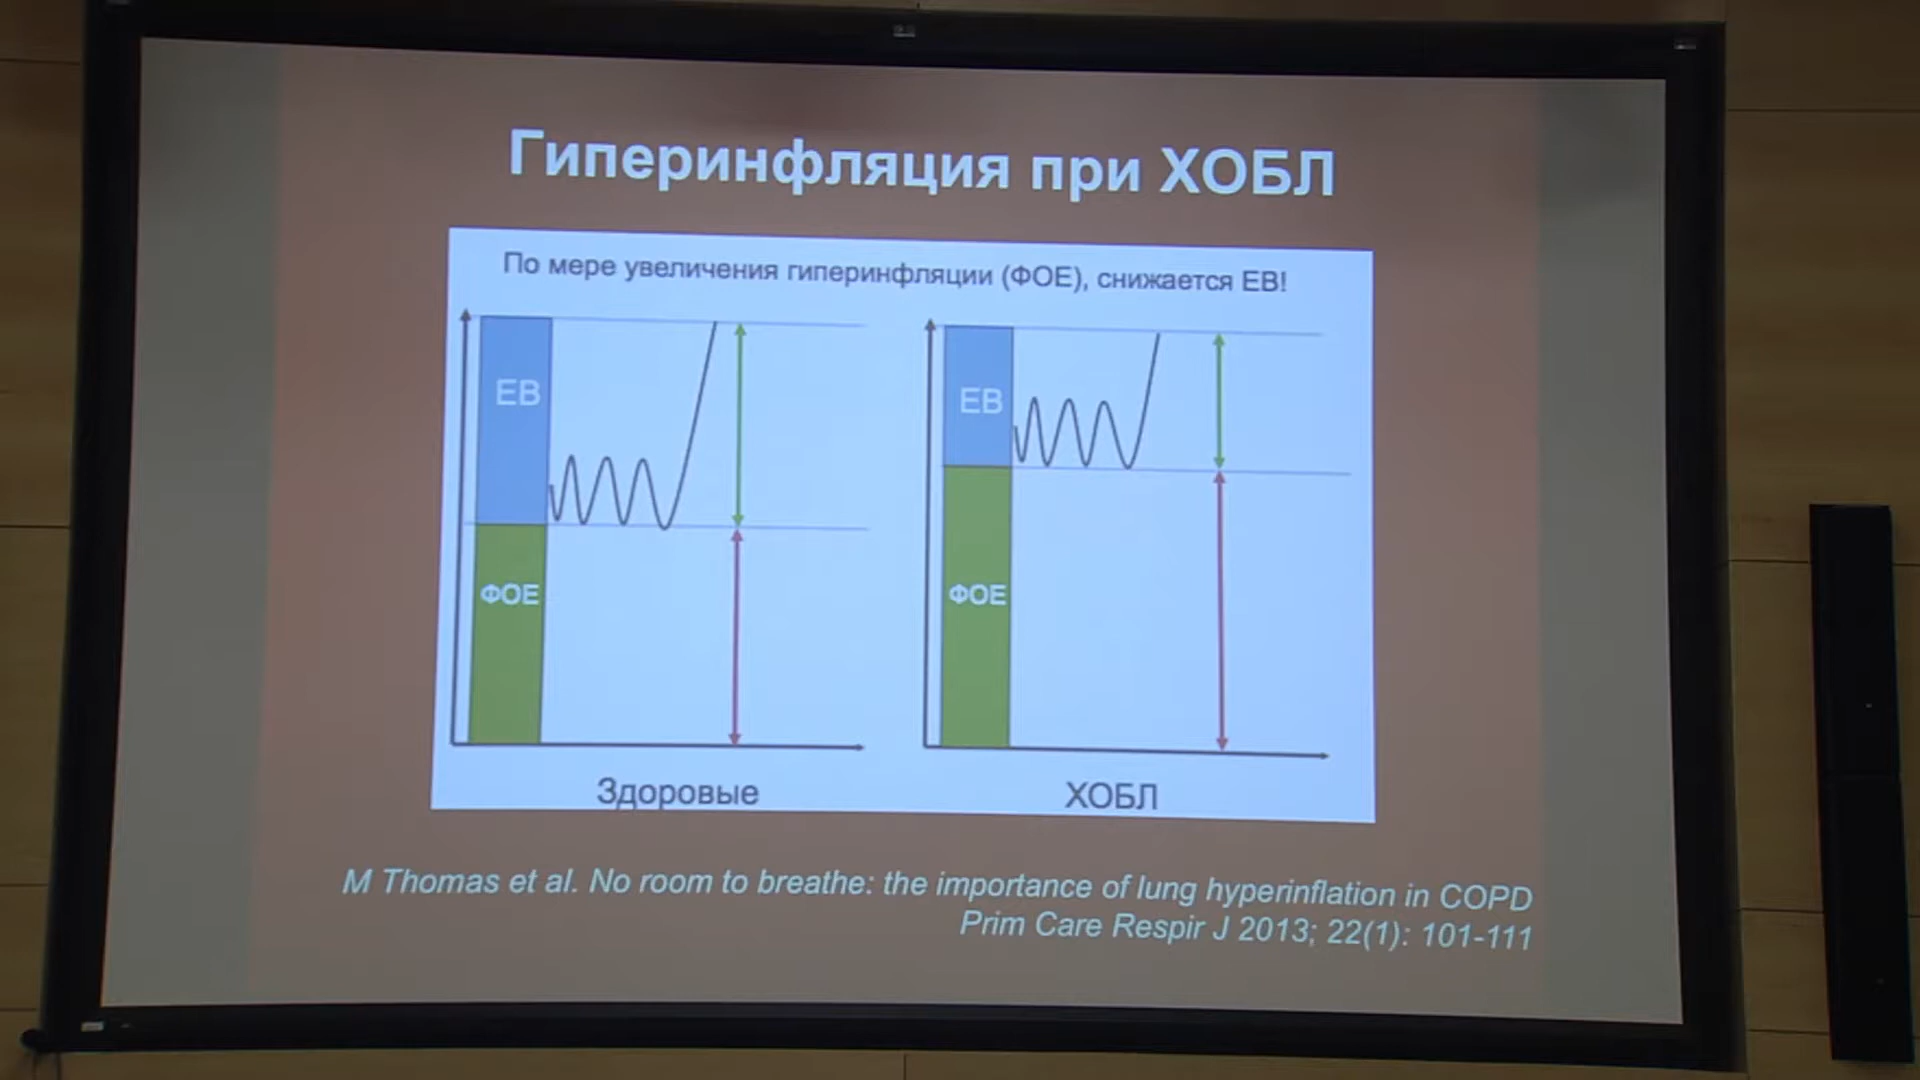 Гиперинфляция при ХОБЛ
По мере увеличения гиперинфляции (ФОЕ), снижается ЕВ!
ЕВ
ФОЕ
Здоровые
ЕВ
ФОЕ
ХОБЛ
M Thomas et al. No room to breathe: the importance of lung hyperinflation in COPD
Prim Care Respir J 2013; 22(1): 101-111